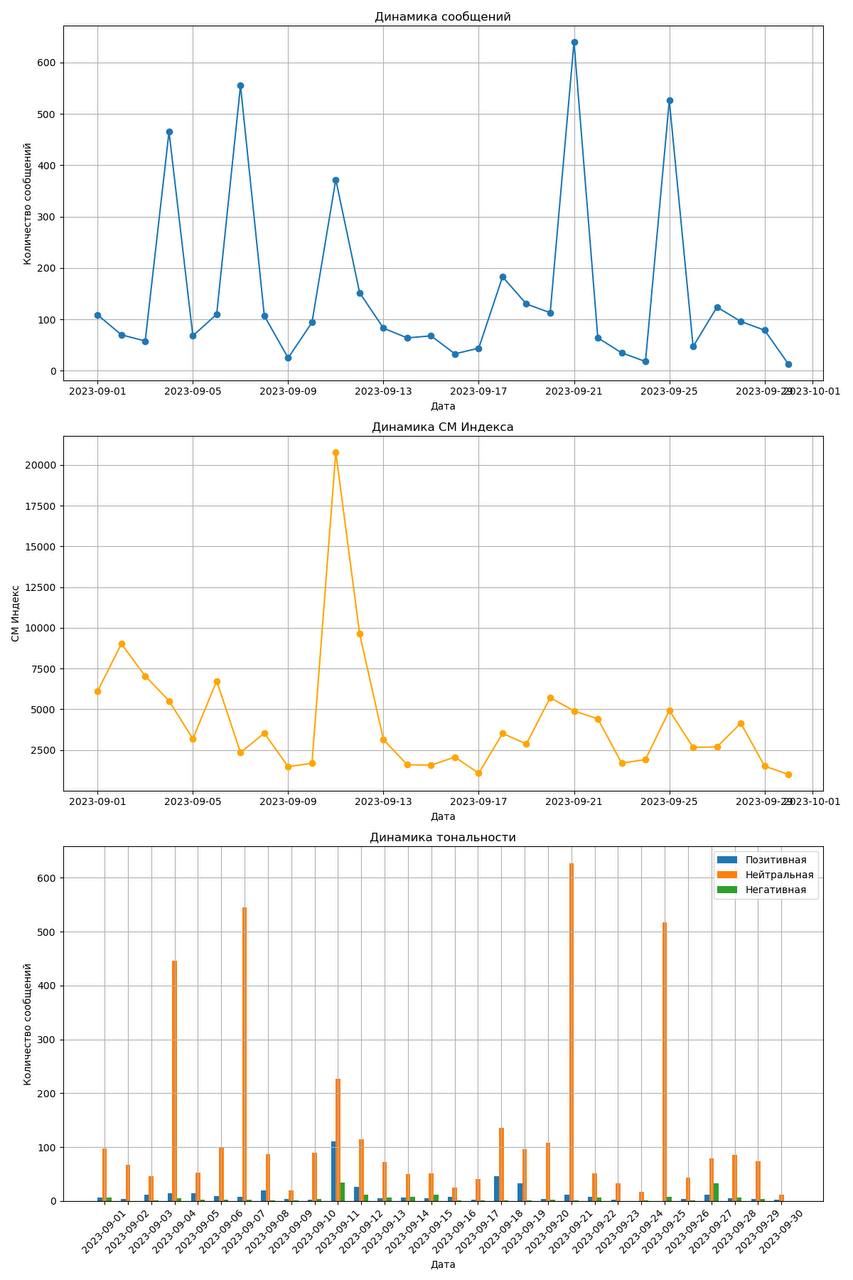 Динамика сообщений
Количество сообщений
600
500
400
300
200
100
0
2023-09-01 2023-09-05 2023-09-09 2023-09-13 2023-09-17 2023-09-21 2023-09-25 2023-09-29 2023-10-01
Дата
Динамика СМ Индекса
СМ Индекс
20000
17500
15000
12500
10000
7500
5000
2500
2023-09-01 2023-09-05 2023-09-09 2023-09-13 2023-09-17 2023-09-21 2023-09-25 2023-09-29 2023-10-01
Дата
Динамика тональности
Позитивная
Нейтральная
Негативная
Количество сообщений
600
500
400
300
200
100
0
2023-09-01 2023-09-02 2023-09-03 2023-09-04 2023-09-05 2023-09-06 2023-09-07 2023-09-08 2023-09-09 2023-09-10 2023-09-11 2023-09-12 2023-09-13 2023-09-14 2023-09-15 2023-09-16 2023-09-17 2023-09-18 2023-09-19 2023-09-20 2023-09-21 2023-09-22 2023-09-23 2023-09-24 2023-09-25 2023-09-26 2023-09-27 2023-09-28 2023-09-29 2023-09-30
Дата